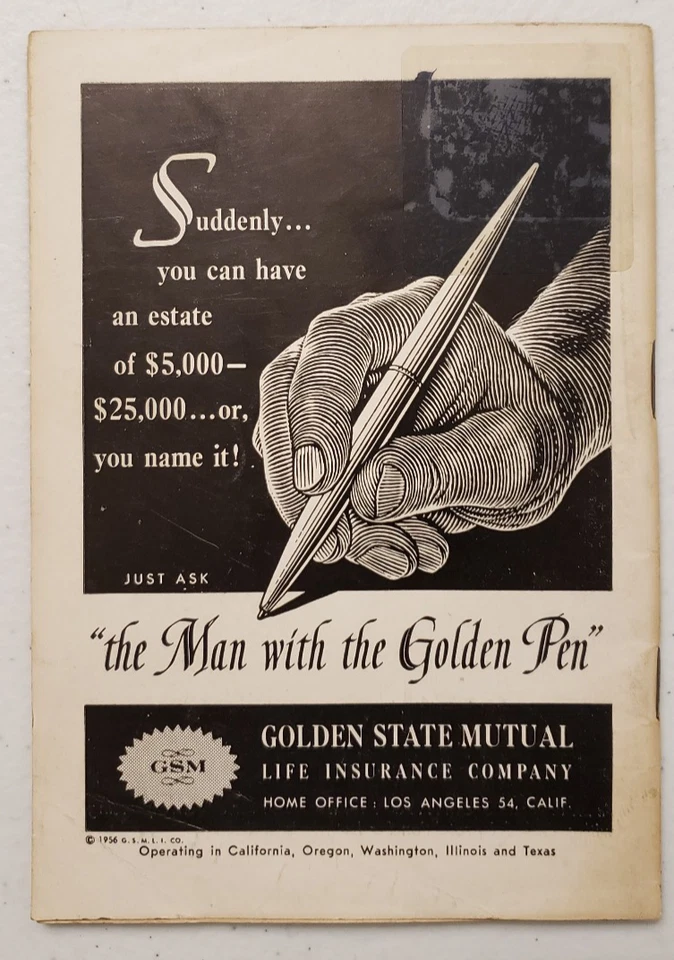 Suddenly...
you can have
an estate
of $5,000—
$25,000...or,
you name it!
JUST ASK
"the Man with the Golden Pen"
GSM
GOLDEN STATE MUTUAL
LIFE INSURANCE COMPANY
HOME OFFICE: LOS ANGELES 54, CALIF.
© 1956 G. S. M. L. I. CO.
Operating in California, Oregon, Washington, Illinois and Texas